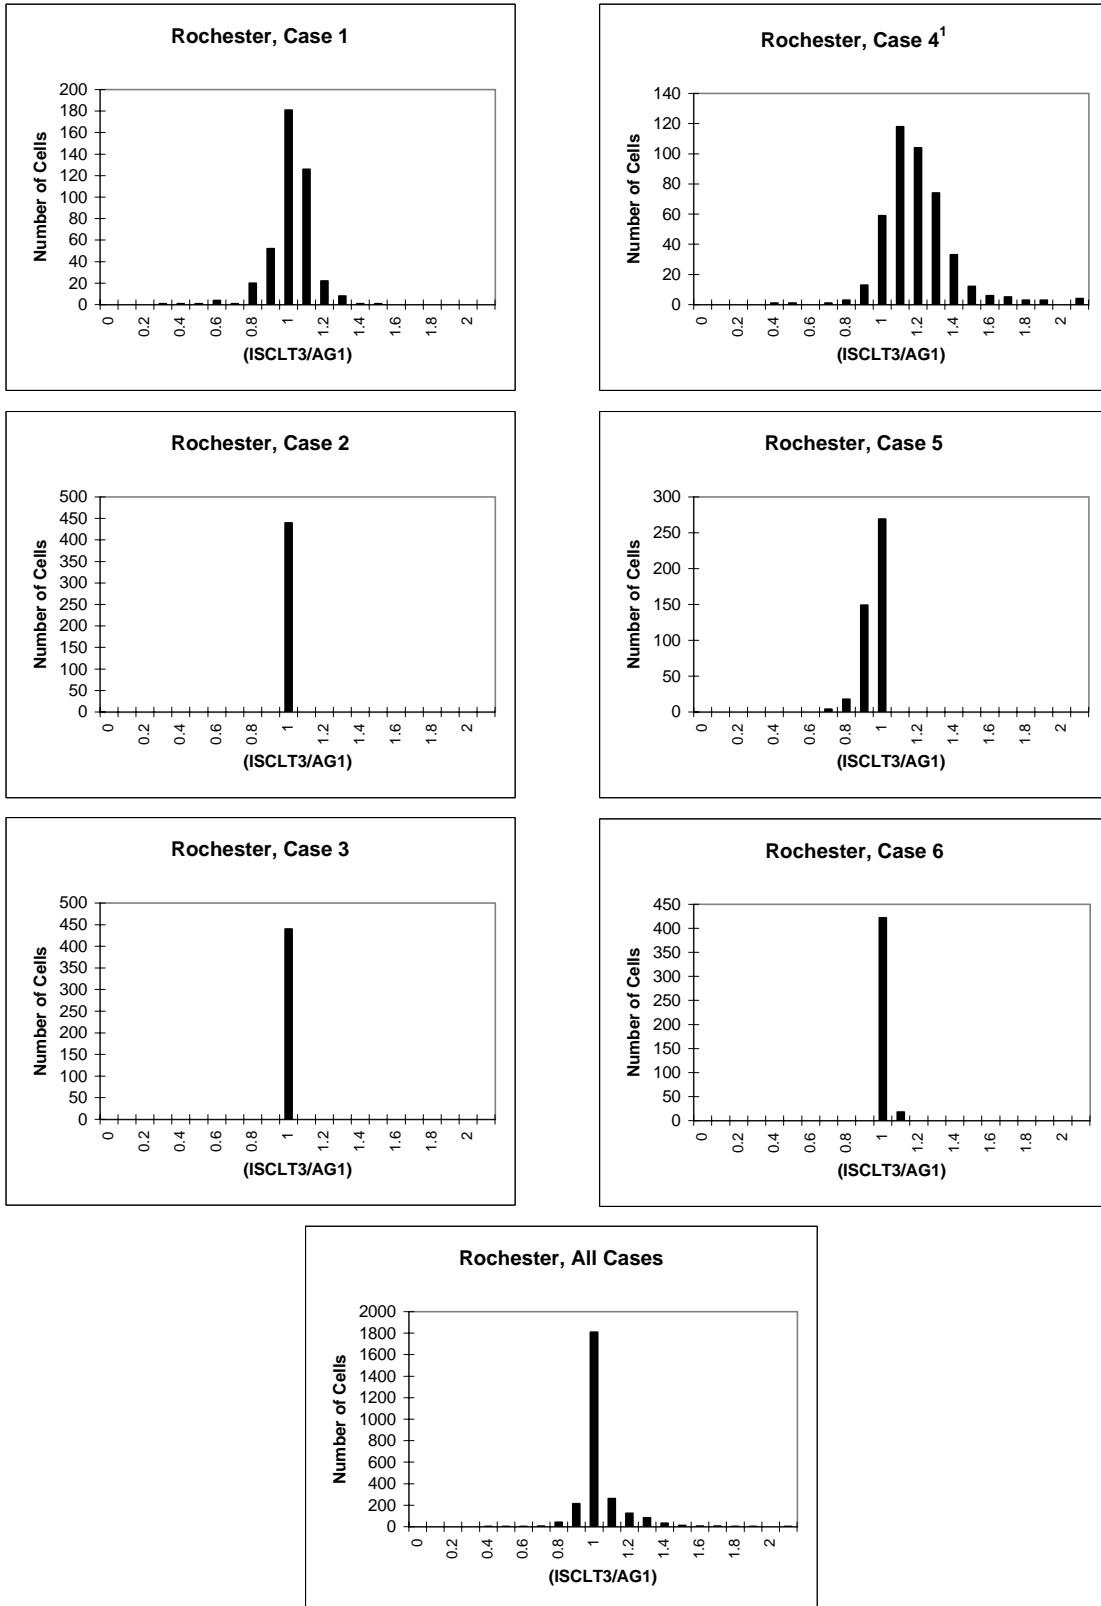 Rochester, Case 1
200
180
160
140
120
100
80
60
40
20
0
Number of Cells
0 0.2 0.4 0.6 0.8 1 1.2 1.4 1.6 1.8 2
(ISCLT3/AG1)
Rochester, Case 4¹
140
120
100
80
60
40
20
0
Number of Cells
0 0.2 0.4 0.6 0.8 1 1.2 1.4 1.6 1.8 2
(ISCLT3/AG1)
Rochester, Case 2
500
450
400
350
300
250
200
150
100
50
0
Number of Cells
0 0.2 0.4 0.6 0.8 1 1.2 1.4 1.6 1.8 2
(ISCLT3/AG1)
Rochester, Case 5
300
250
200
150
100
50
0
Number of Cells
0 0.2 0.4 0.6 0.8 1 1.2 1.4 1.6 1.8 2
(ISCLT3/AG1)
Rochester, Case 3
500
450
400
350
300
250
200
150
100
50
0
Number of Cells
0 0.2 0.4 0.6 0.8 1 1.2 1.4 1.6 1.8 2
(ISCLT3/AG1)
Rochester, Case 6
450
400
350
300
250
200
150
100
50
0
Number of Cells
0 0.2 0.4 0.6 0.8 1 1.2 1.4 1.6 1.8 2
(ISCLT3/AG1)
Rochester, All Cases
2000
1800
1600
1400
1200
1000
800
600
400
200
0
Number of Cells
0 0.2 0.4 0.6 0.8 1 1.2 1.4 1.6 1.8 2
(ISCLT3/AG1)